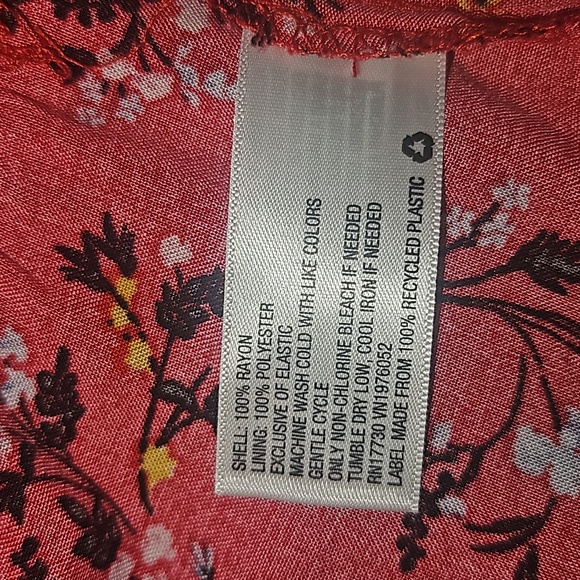 SHELL: 100% RAYON
LINING: 100% POLYESTER
EXCLUSIVE OF ELASTIC
MACHINE WASH COLD WITH LIKE COLORS
GENTLE CYCLE
ONLY NON-CHLORINE BLEACH IF NEEDED
TUMBLE DRY LOW, COOL IRON IF NEEDED
RN17730 VN1976052
LABEL MADE FROM 100% RECYCLED PLASTIC